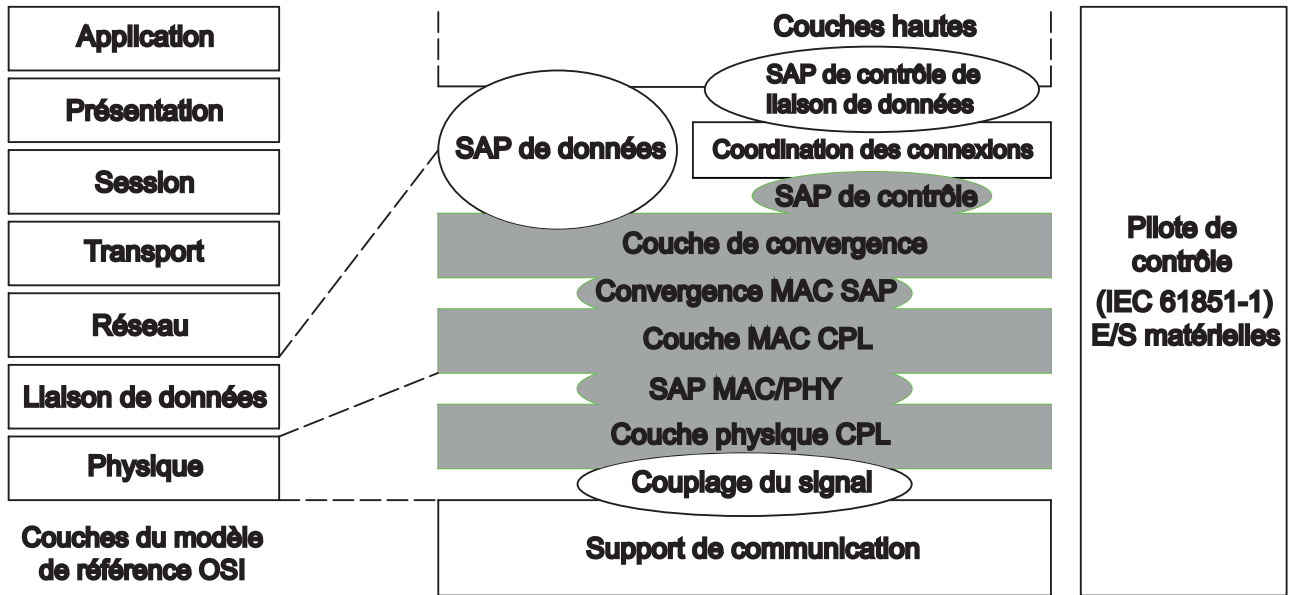 Application
Présentation
Session
Transport
Réseau
Liaison de données
Physique
Couches du modèle
de référence OSI
Couches hautes
SAP de contrôle de
liaison de données
SAP de données
Coordination des connexions
SAP de contrôle
Couche de convergence
Convergence MAC SAP
Couche MAC CPL
SAP MAC/PHY
Couche physique CPL
Couplage du signal
Support de communication
Pilote de
contrôle
(IEC 61851-1)
E/S matérielles